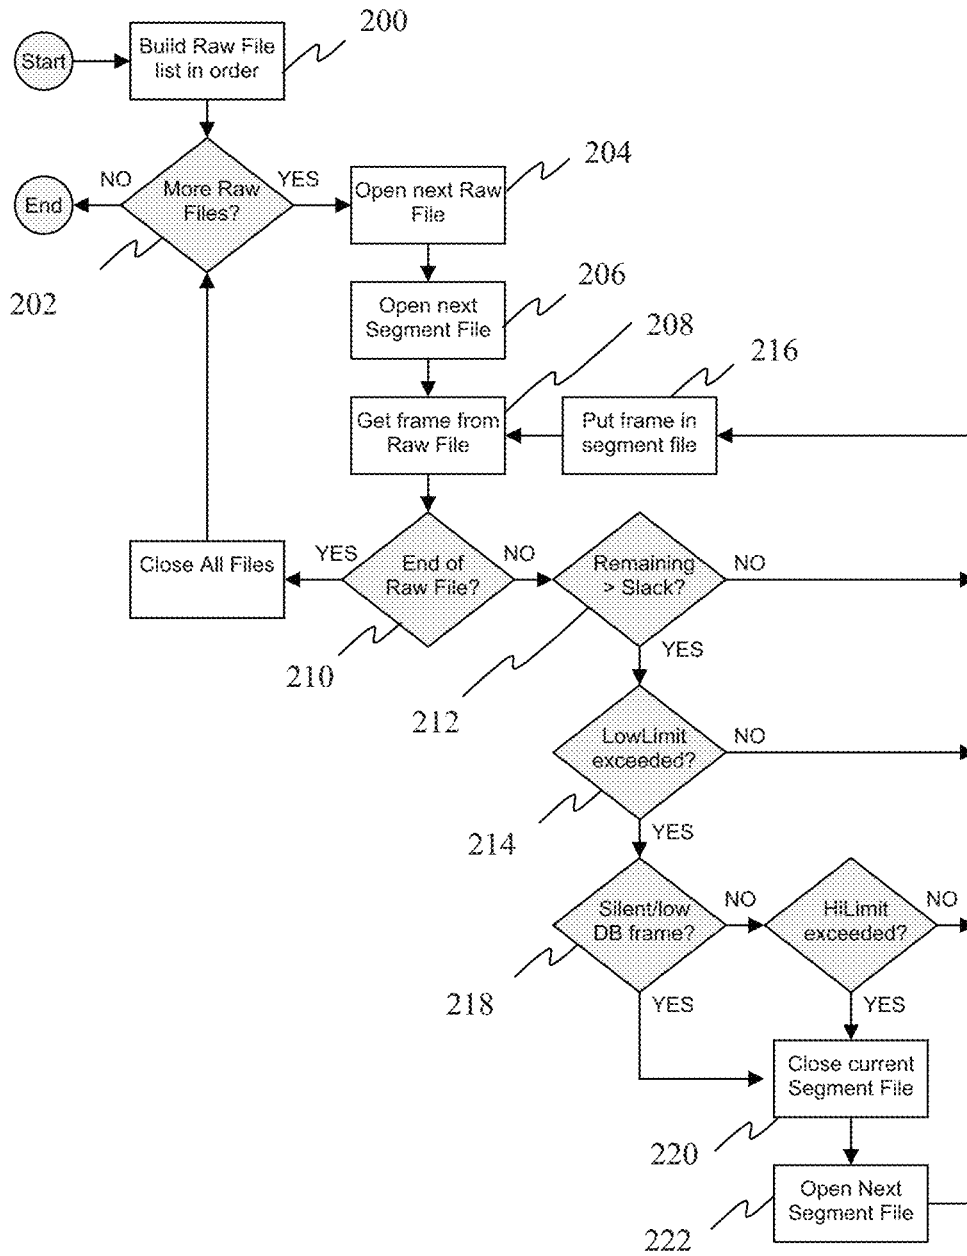 200
Build Raw File
list in order
Start
NO
YES
204
End
More Raw
Files?
Open next Raw
File
202
206
Open next
Segment File
208
216
Get frame from
Raw File
Put frame in
segment file
Close All Files
YES
End of
Raw File?
NO
Remaining
> Slack?
NO
210
YES
212
LowLimit
exceeded?
NO
214
YES
Silent/low
DB frame?
NO
HiLimit
exceeded?
NO
218
YES
YES
Close current
Segment File
220
Open Next
Segment File
222